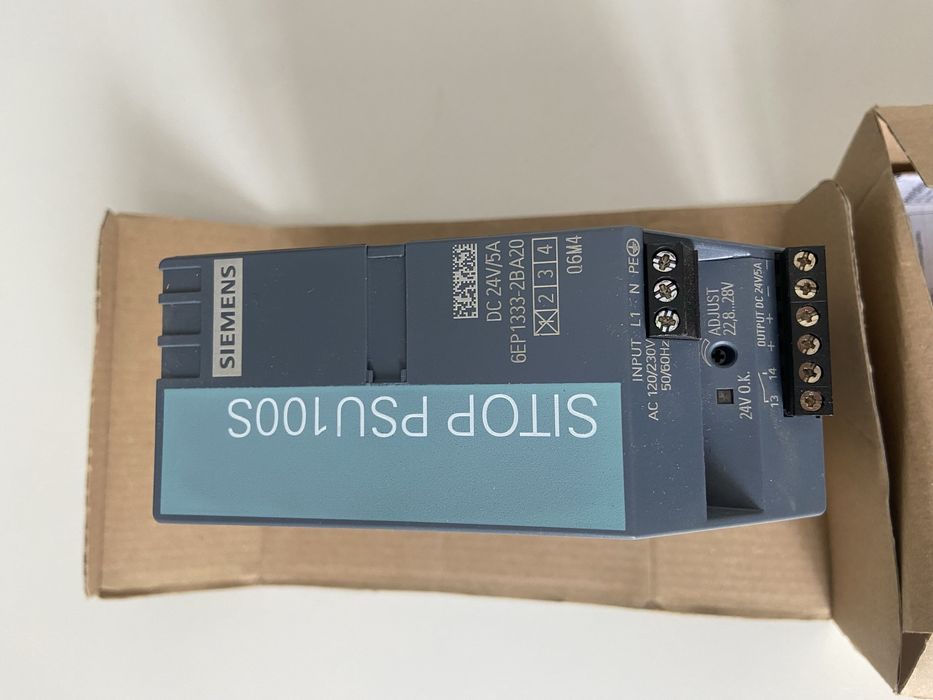 SIEMENS
SITOP PSU100S
DC 24V/5A
6EP1333-2BA20
X 2 3 4
Q6M4
INPUT L1 N PE
AC 120/230V
50/60Hz
ADJUST
22,8...28V
24V O.K.
OUTPUT DC 24V/5A
13 14 + + - -